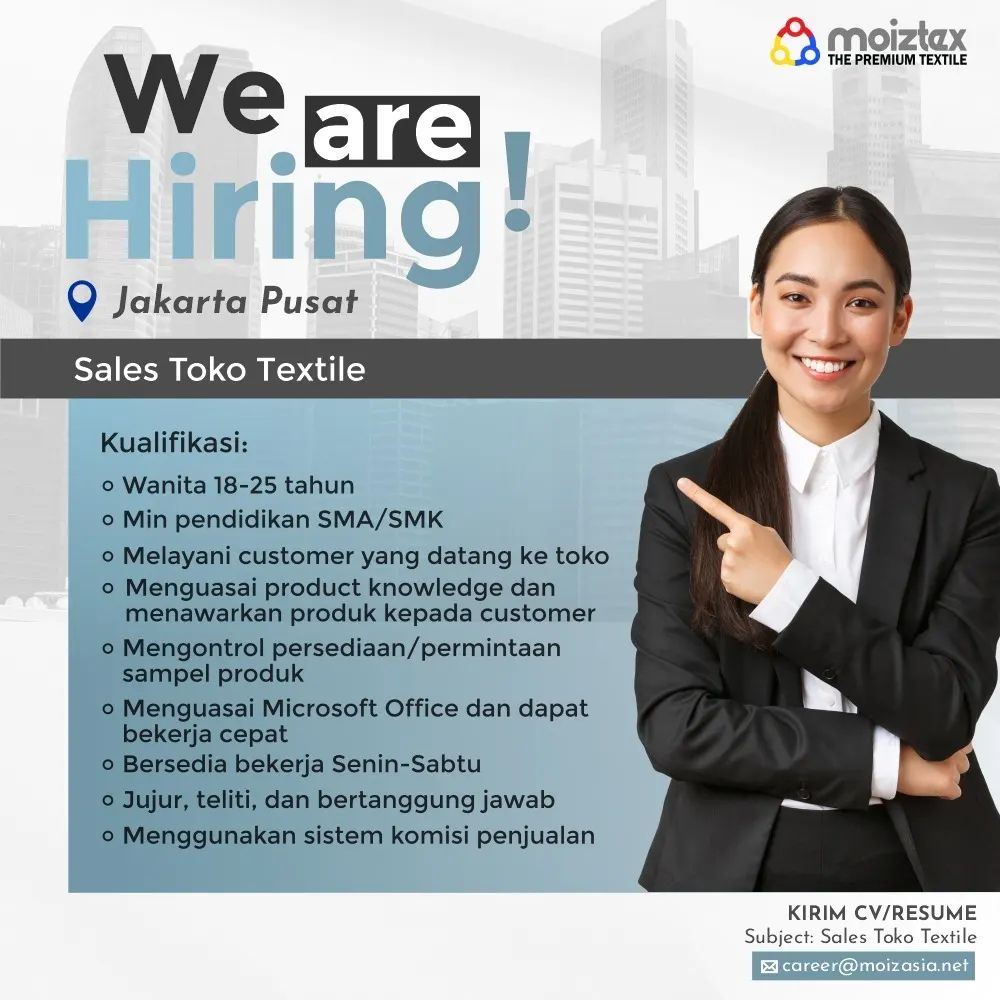 moiztex
THE PREMIUM TEXTILE
We are
Hiring!
Jakarta Pusat
Sales Toko Textile
Kualifikasi:
Wanita 18-25 tahun
Min pendidikan SMA/SMK
Melayani customer yang datang ke toko
Menguasai product knowledge dan
menawarkan produk kepada customer
Mengontrol persediaan/permintaan
sampel produk
Menguasai Microsoft Office dan dapat
bekerja cepat
Bersedia bekerja Senin-Sabtu
Jujur, teliti, dan bertanggung jawab
Menggunakan sistem komisi penjualan
KIRIM CV/RESUME
Subject: Sales Toko Textile
career@moizasia.net